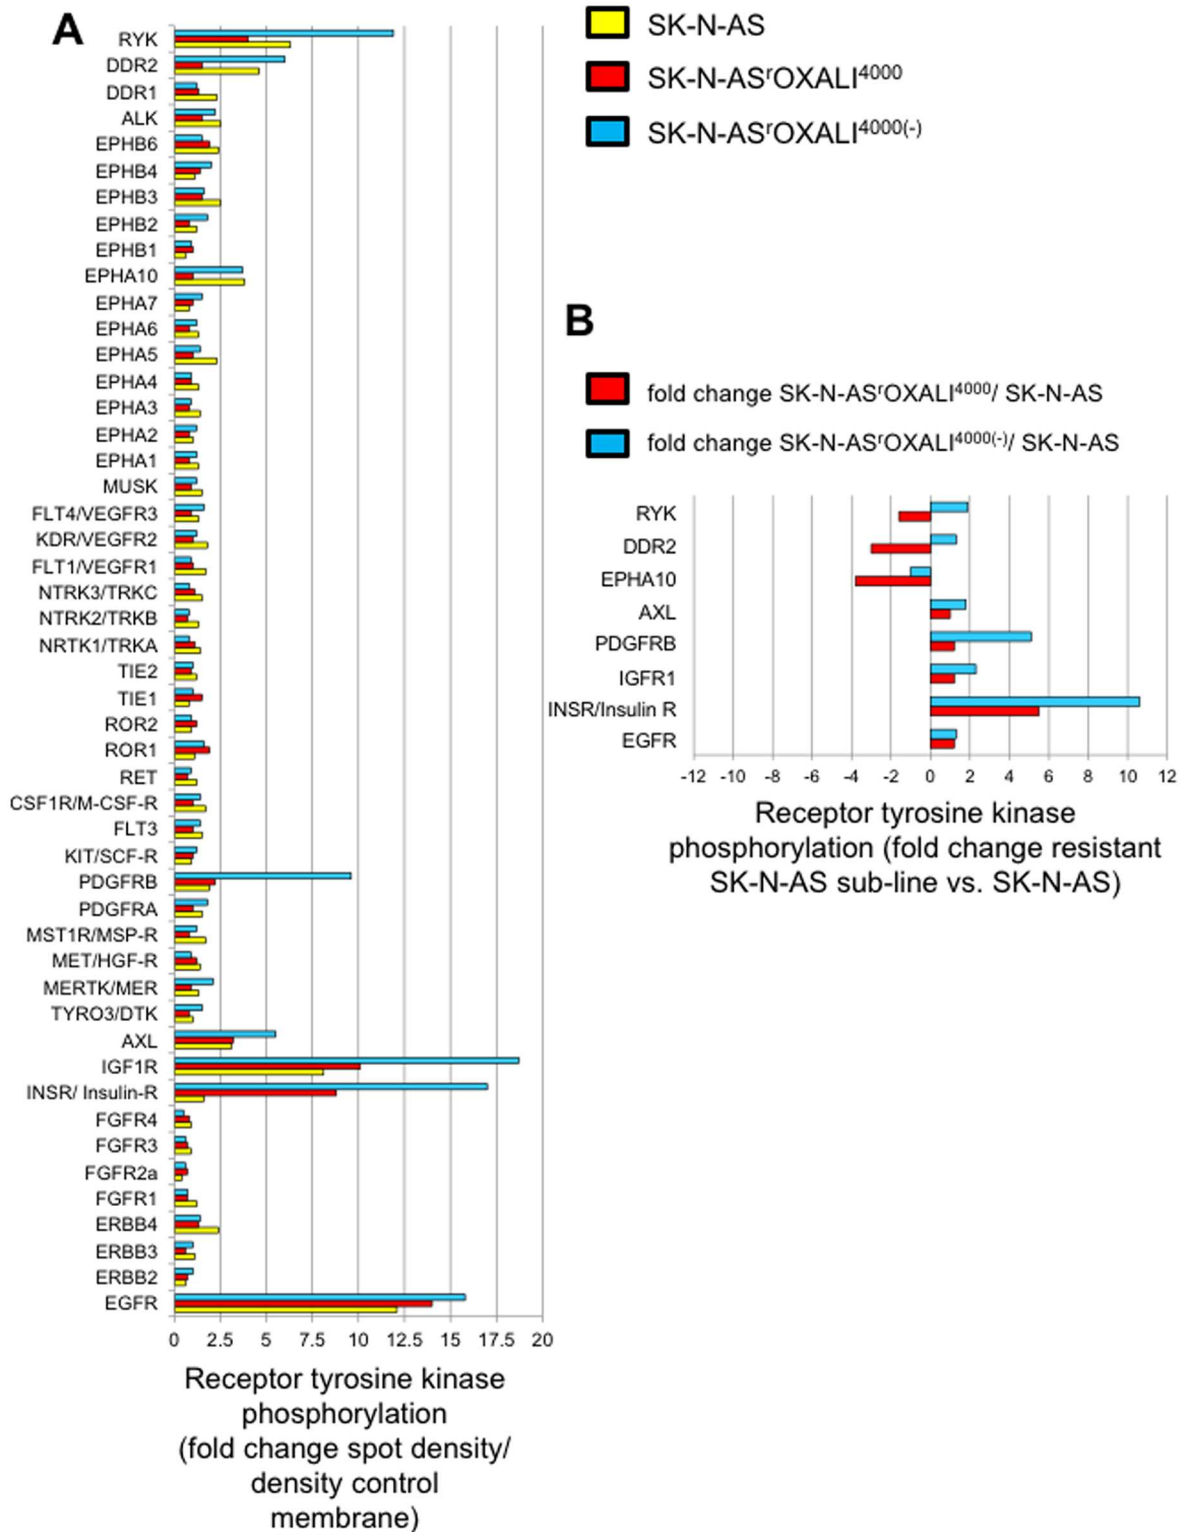 A
RYK
DDR2
DDR1
ALK
EPHB6
EPHB4
EPHB3
EPHB2
EPHB1
EPHA10
EPHA7
EPHA6
EPHA5
EPHA4
EPHA3
EPHA2
EPHA1
MUSK
FLT4/VEGFR3
KDR/VEGFR2
FLT1/VEGFR1
NTRK3/TRKC
NTRK2/TRKB
NRTK1/TRKA
TIE2
TIE1
ROR2
ROR1
RET
CSF1R/M-CSF-R
FLT3
KIT/SCF-R
PDGFRB
PDGFRA
MST1R/MSP-R
MET/HGF-R
MERTK/MER
TYRO3/DTK
AXL
IGF1R
INSR/ Insulin-R
FGFR4
FGFR3
FGFR2a
FGFR1
ERBB4
ERBB3
ERBB2
EGFR
0 2.5 5 7.5 10 12.5 15 17.5 20
Receptor tyrosine kinase
phosphorylation
(fold change spot density/
density control
membrane)
SK-N-AS
SK-N-ASʳOXALI⁴⁰⁰⁰
SK-N-ASʳOXALI⁴⁰⁰⁰⁽⁻⁾
B
fold change SK-N-ASʳOXALI⁴⁰⁰⁰/ SK-N-AS
fold change SK-N-ASʳOXALI⁴⁰⁰⁰⁽⁻⁾/ SK-N-AS
RYK
DDR2
EPHA10
AXL
PDGFRB
IGFR1
INSR/Insulin R
EGFR
-12 -10 -8 -6 -4 -2 0 2 4 6 8 10 12
Receptor tyrosine kinase
phosphorylation (fold change resistant
SK-N-AS sub-line vs. SK-N-AS)